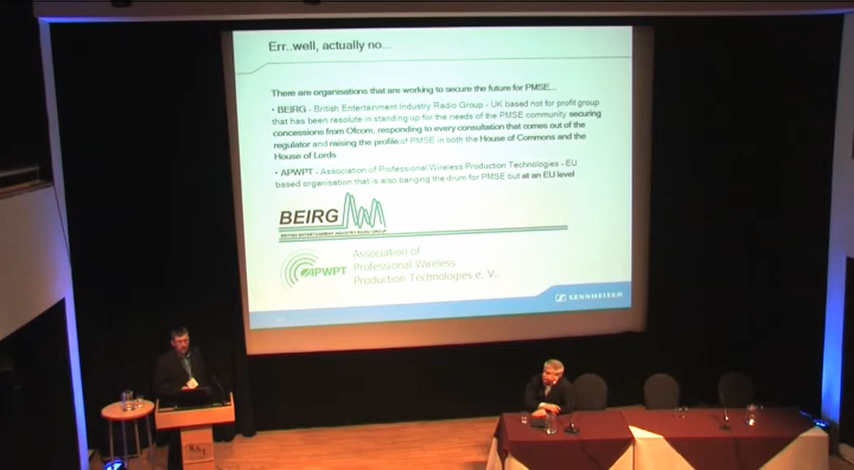 Err..well, actually no...
There are organisations that are working to secure the future for PMSE...
• BEIRG - British Entertainment Industry Radio Group - UK based not for profit group
that has been resolute in standing up for the needs of the PMSE community securing
concessions from Ofcom, responding to every consultation that comes out of the
regulator and raising the profile of PMSE in both the House of Commons and the
House of Lords
• APWPT - Association of Professional Wireless Production Technologies - EU
based organisation that is also banging the drum for PMSE but at an EU level
BEIRG
BRITISH ENTERTAINMENT INDUSTRY RADIO GROUP
APWPT
Association of
Professional Wireless
Production Technologies e. V.
SENNHEISER